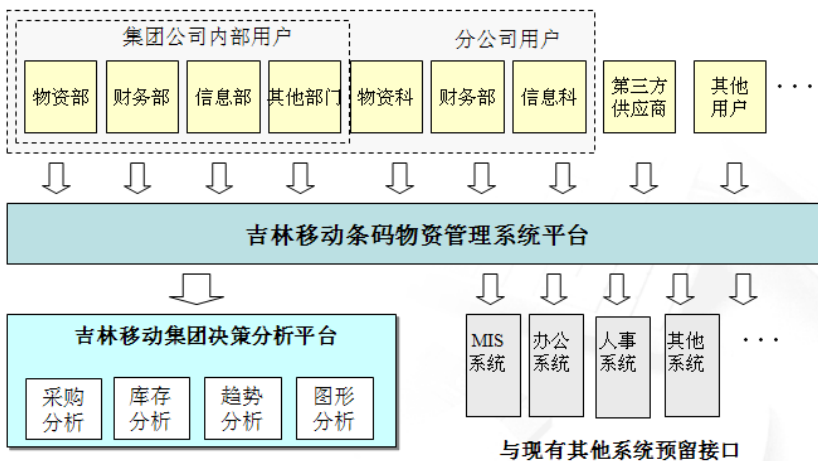 集团公司内部用户
分公司用户
物资部
财务部
信息部
其他部门
物资科
财务部
信息科
第三方
供应商
其他
用户
···
吉林移动条码物资管理系统平台
吉林移动集团决策分析平台
采购
分析
库存
分析
趋势
分析
图形
分析
MIS
系统
办公
系统
人事
系统
其他
系统
···
与现有其他系统预留接口